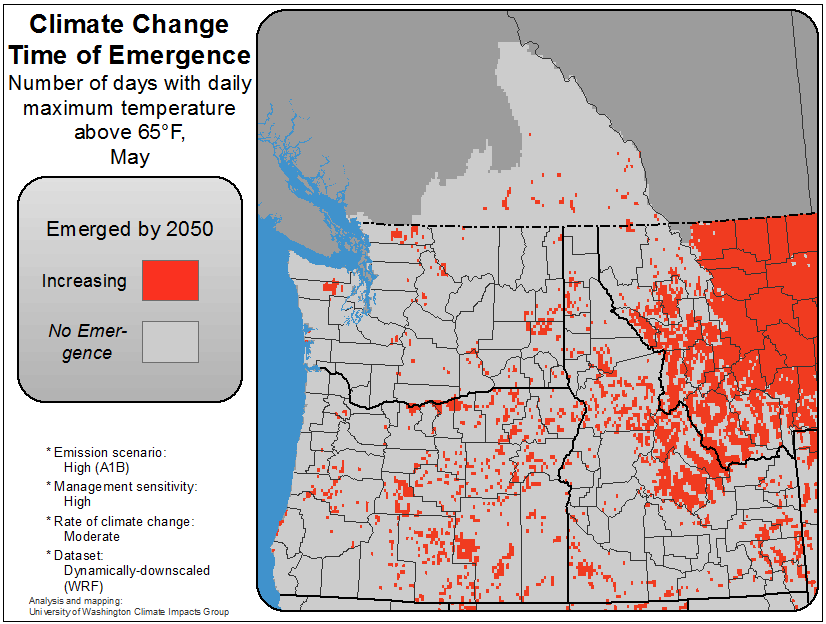 Climate Change
Time of Emergence
Number of days with daily
maximum temperature
above 65°F,
May
Emerged by 2050
Increasing
No Emer-
gence
* Emission scenario:
High (A1B)
* Management sensitivity:
High
* Rate of climate change:
Moderate
* Dataset:
Dynamically-downscaled
(WRF)
Analysis and mapping:
University of Washington Climate Impacts Group